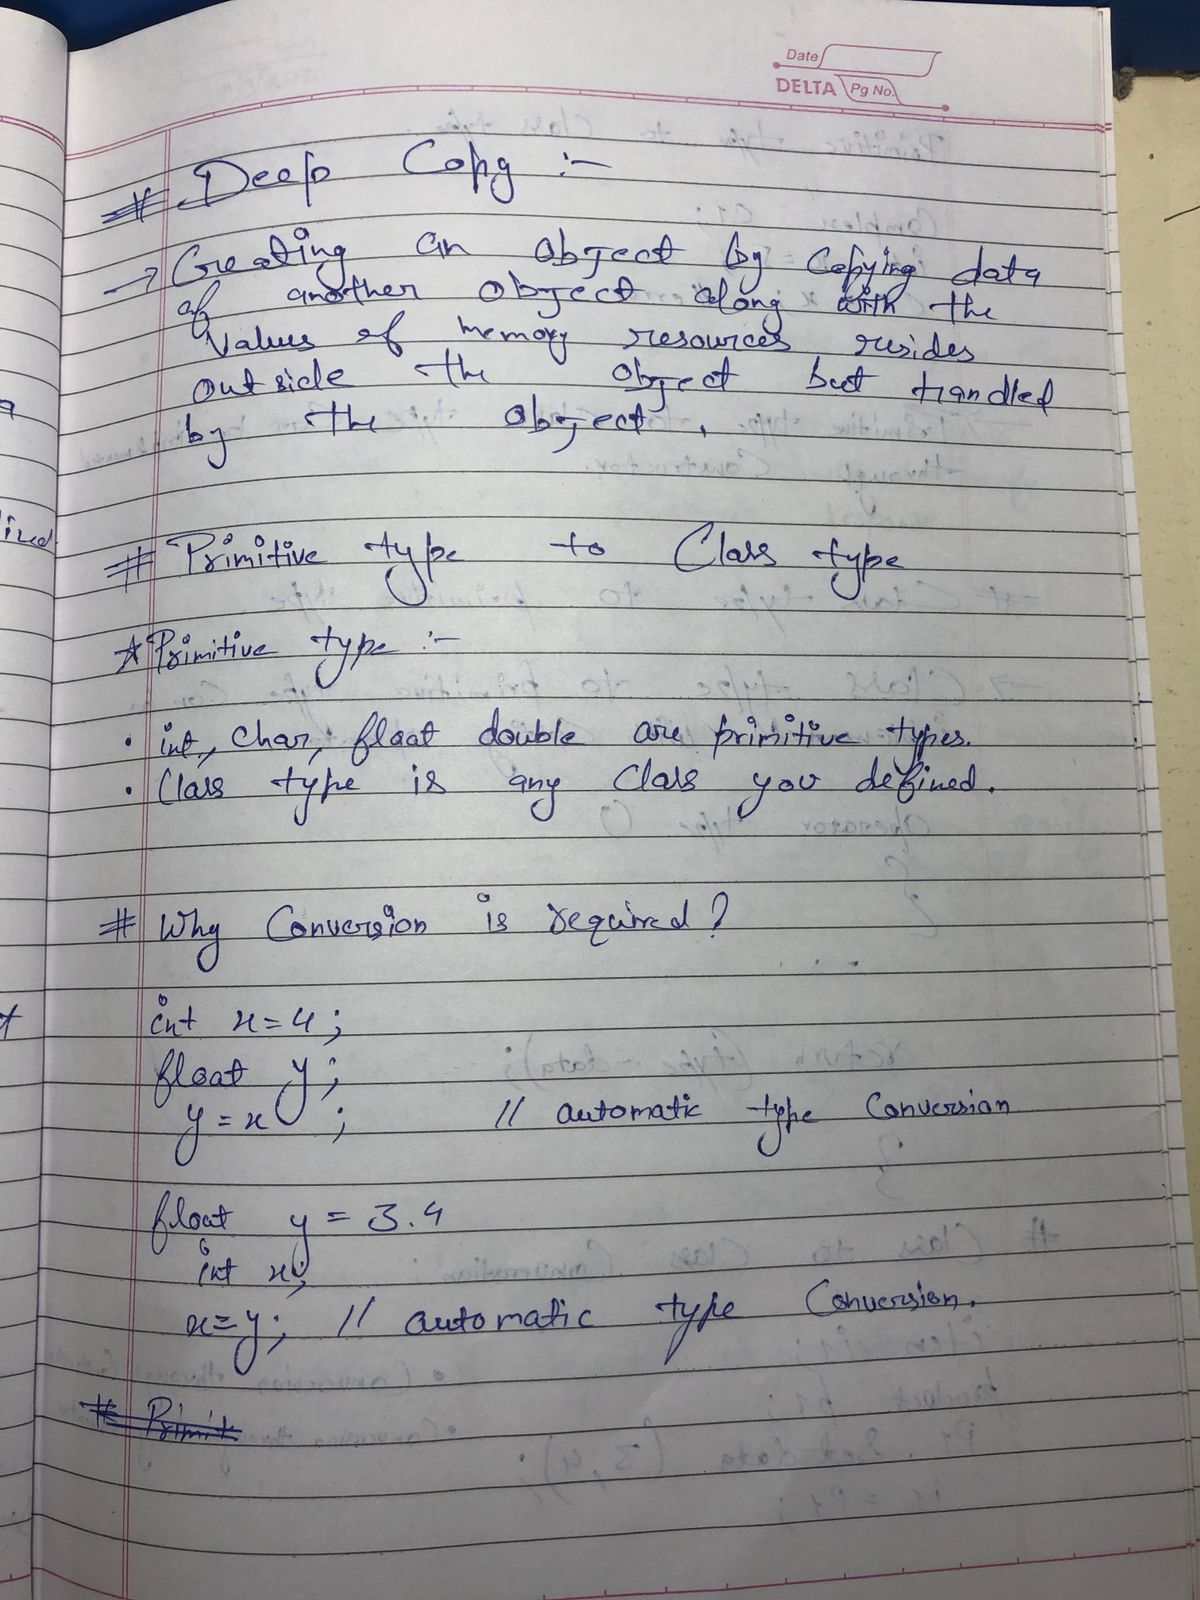 Date
DELTA Pg No.
# Deep Copy :-
→ Creating an object by copying data
of another object along with the
values of memory resources resides
outside the object but handled
by the object.
# Primitive type to Class type
* Primitive type :-
• int, char, float double are primitive types.
• Class type is any class you defined.
# Why Conversion is required?
int x=4;
float y;
y=x ; // automatic type Conversion
float y = 3.4
int x;
x=y; // automatic type Conversion.
# Primit